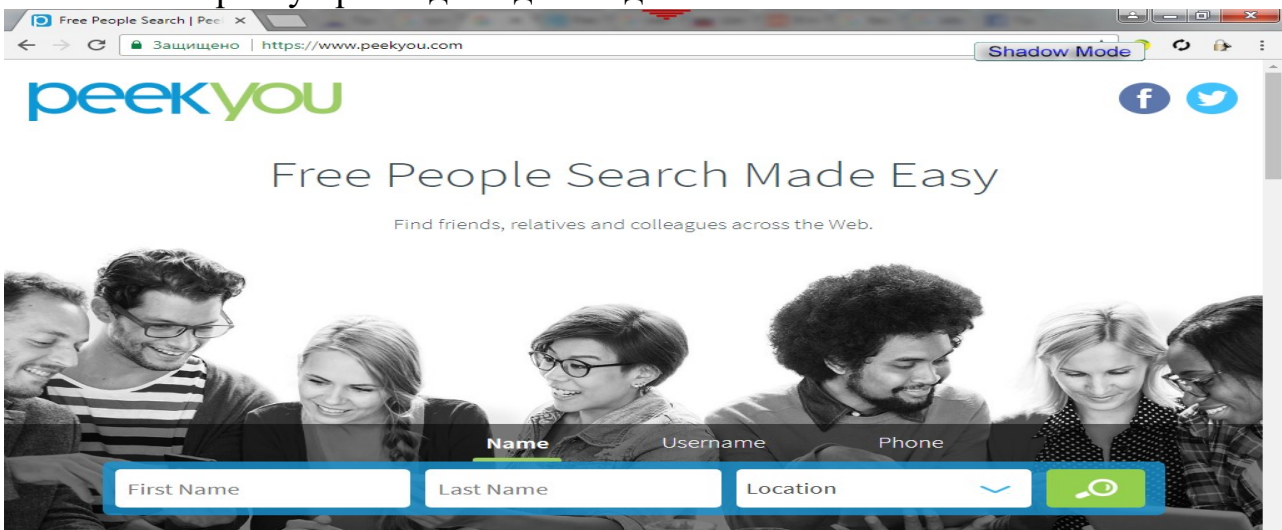 Free People Search | Pee
Защищено | https://www.peekyou.com
Shadow Mode
peekyou
Free People Search Made Easy
Find friends, relatives and colleagues across the Web.
Name Username Phone
First Name Last Name Location